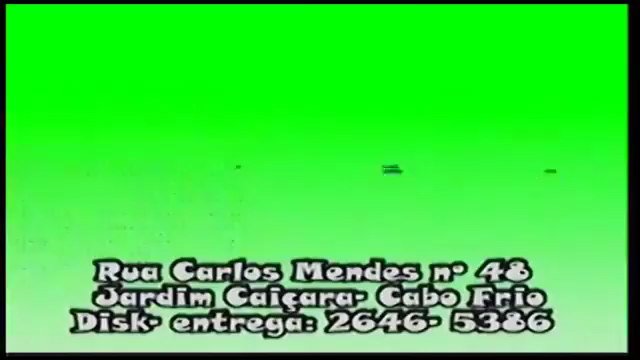 Rua Carlos Mendes nº 48
Jardim Caiçara- Cabo Frio
Disk- entrega: 2646- 5386